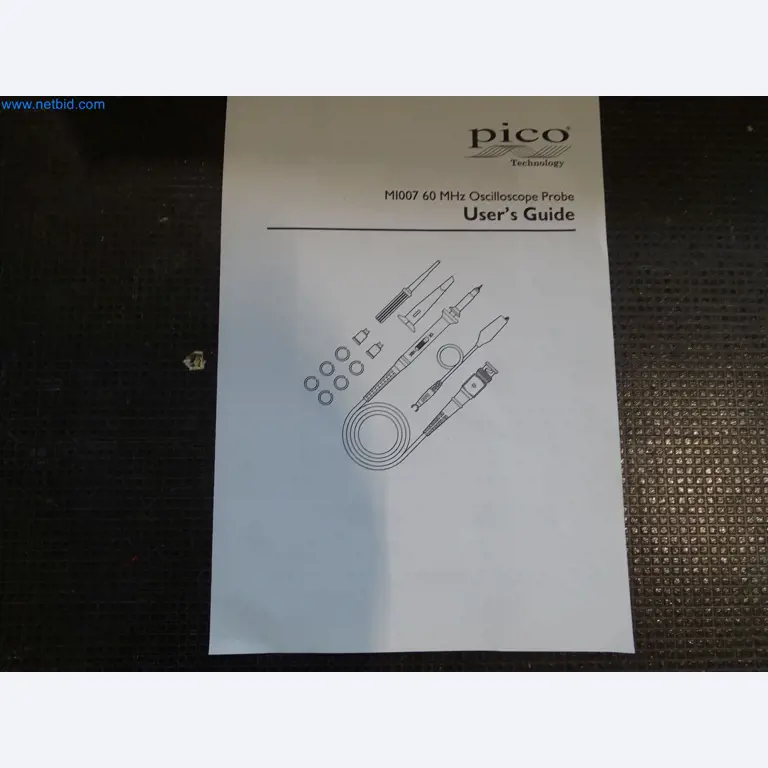 www.netbid.com
pico
Technology
MI007 60 MHz Oscilloscope Probe
User's Guide